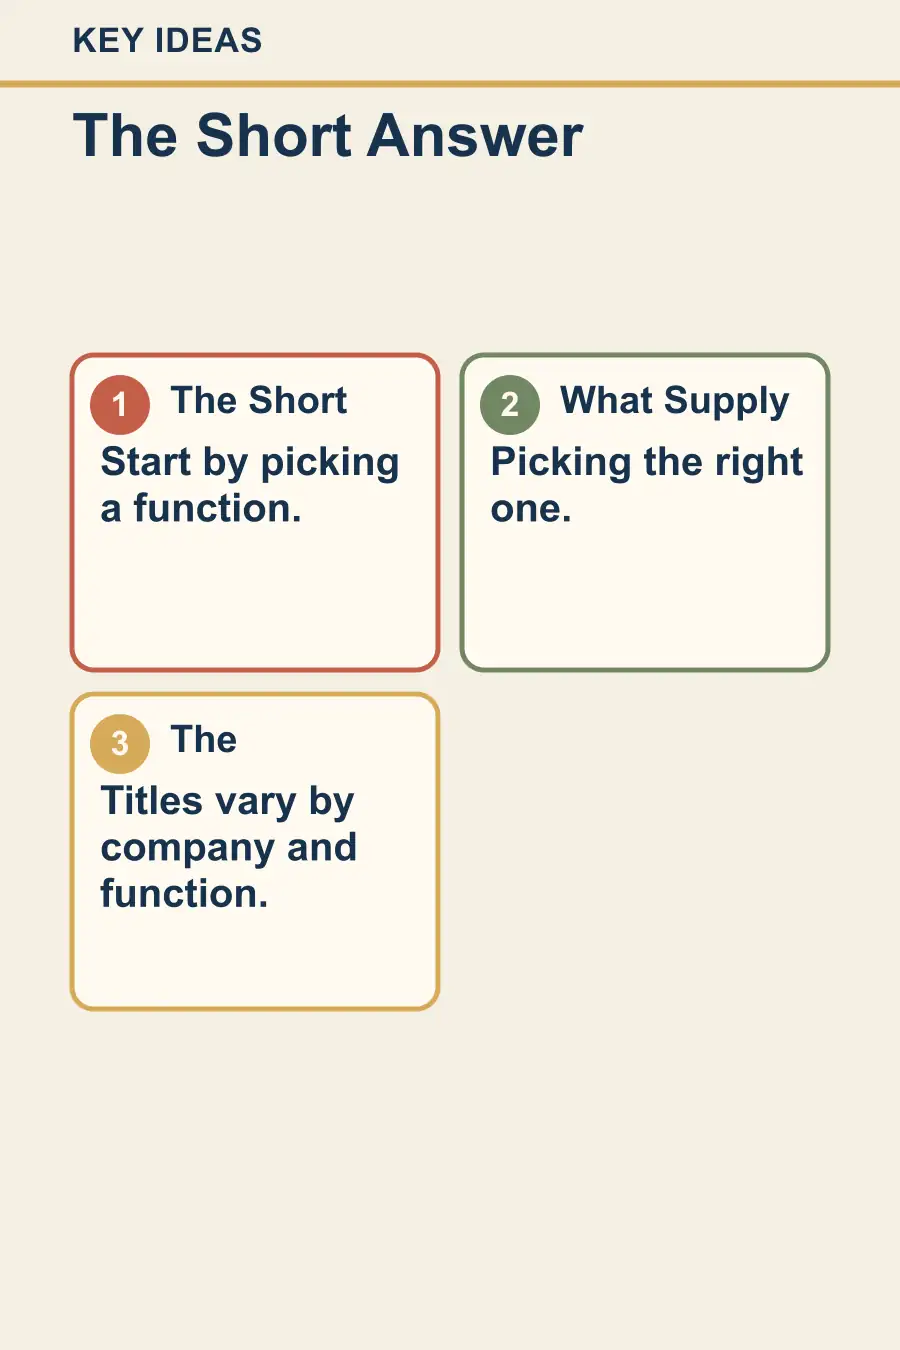 KEY IDEAS
The Short Answer
1 The Short
Start by picking
a function.
2 What Supply
Picking the right
one.
3 The
Titles vary by
company and
function.